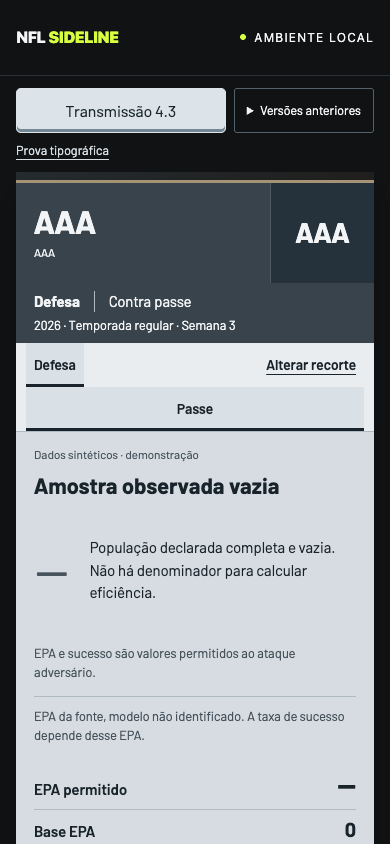 NFL SIDELINE
AMBIENTE LOCAL
Transmissão 4.3
Versões anteriores
Prova tipográfica
AAA
AAA
AAA
Defesa
Contra passe
2026 · Temporada regular · Semana 3
Defesa
Alterar recorte
Passe
Dados sintéticos · demonstração
Amostra observada vazia
—
População declarada completa e vazia.
Não há denominador para calcular
eficiência.
EPA e sucesso são valores permitidos ao ataque
adversário.
EPA da fonte, modelo não identificado. A taxa de sucesso
depende desse EPA.
EPA permitido —
Base EPA 0